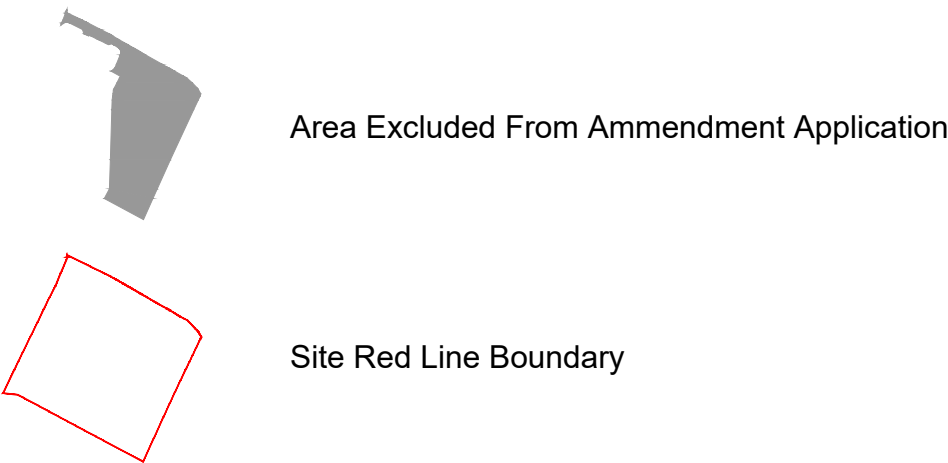 Area Excluded From Ammendment Application
Site Red Line Boundary